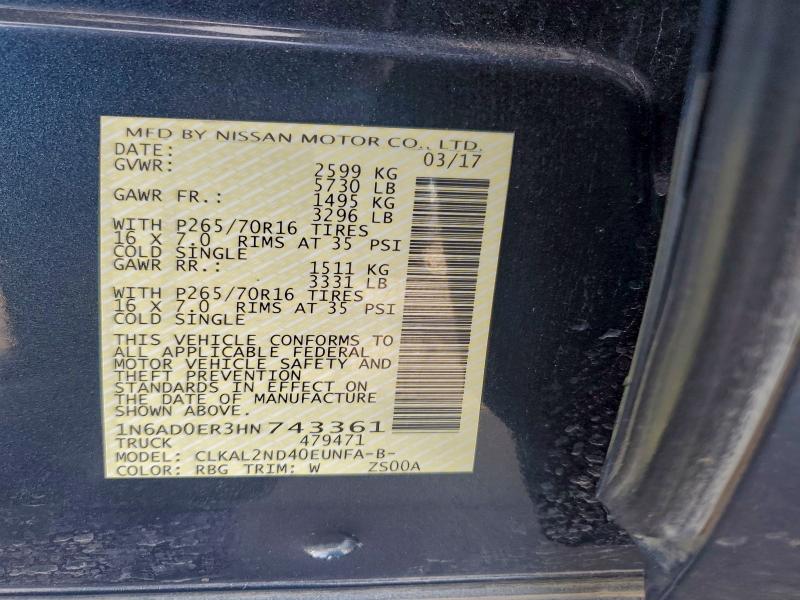 MFD BY NISSAN MOTOR CO., LTD.
DATE: 03/17
GVWR: 2599 KG
5730 LB
GAWR FR.: 1495 KG
3296 LB
WITH P265/70R16 TIRES
16 X 7.0 RIMS AT 35 PSI
COLD SINGLE
GAWR RR.: 1511 KG
3331 LB
WITH P265/70R16 TIRES
16 X 7.0 RIMS AT 35 PSI
COLD SINGLE
THIS VEHICLE CONFORMS TO
ALL APPLICABLE FEDERAL
MOTOR VEHICLE SAFETY AND
THEFT PREVENTION
STANDARDS IN EFFECT ON
THE DATE OF MANUFACTURE
SHOWN ABOVE.
1N6AD0ER3HN743361
TRUCK 479471
MODEL: CLKAL2ND40EUNFA-B-
COLOR: RBG TRIM: W ZS00A